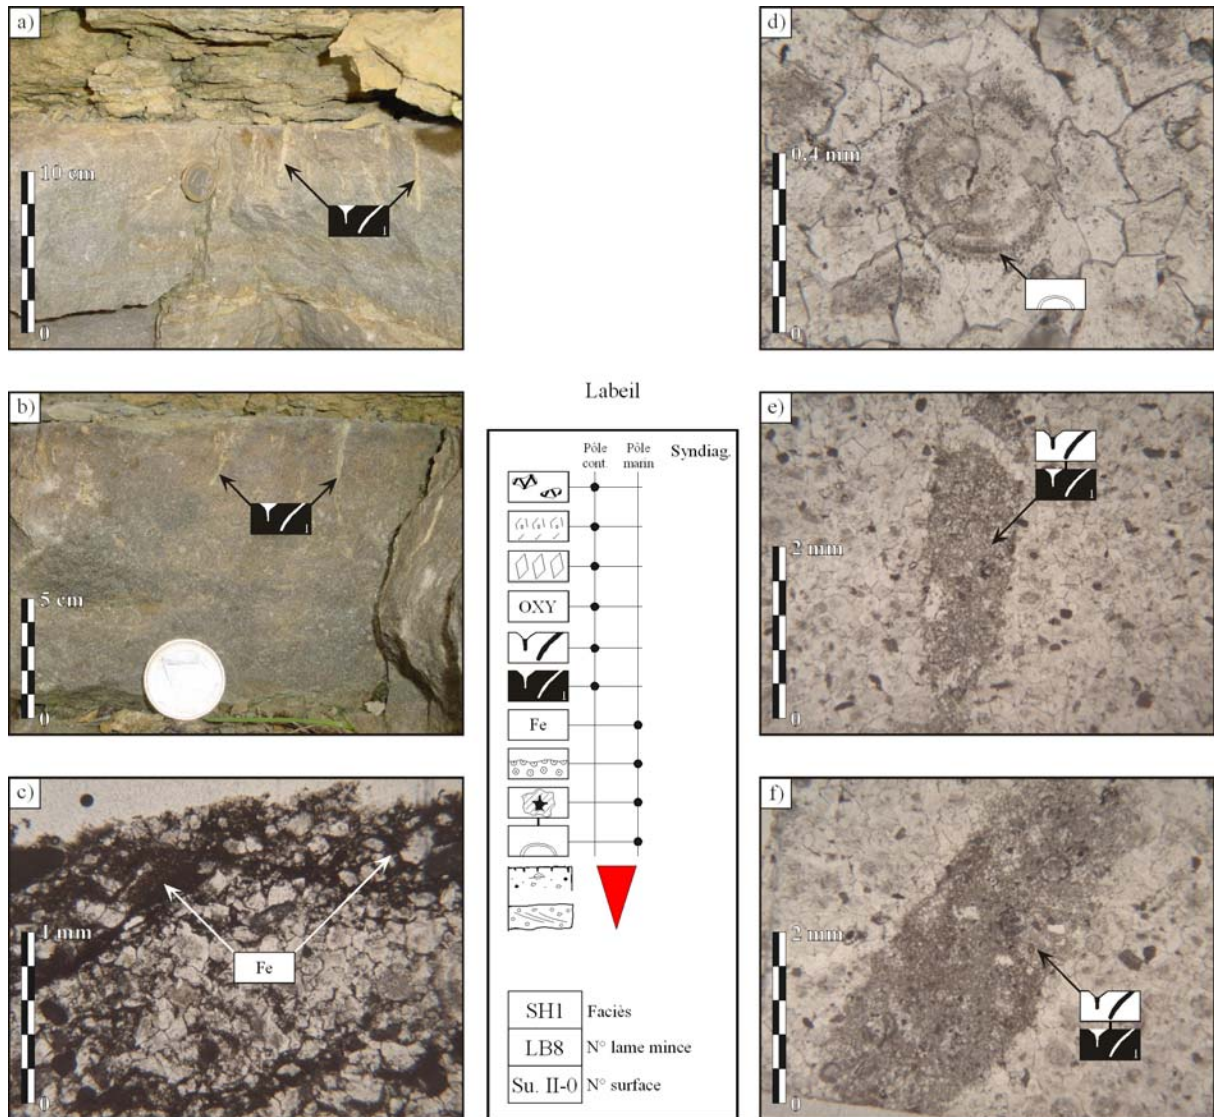 a)
10 cm
0
b)
5 cm
0
c)
1 mm
Fe
0
Labeil
Pôle cont.
Pôle marin
Syndiag.
OXY
Fe
SH1 Faciès
LB8 N° lame mince
Su. II-0 N° surface
d)
0,4 mm
0
e)
2 mm
0
f)
2 mm
0